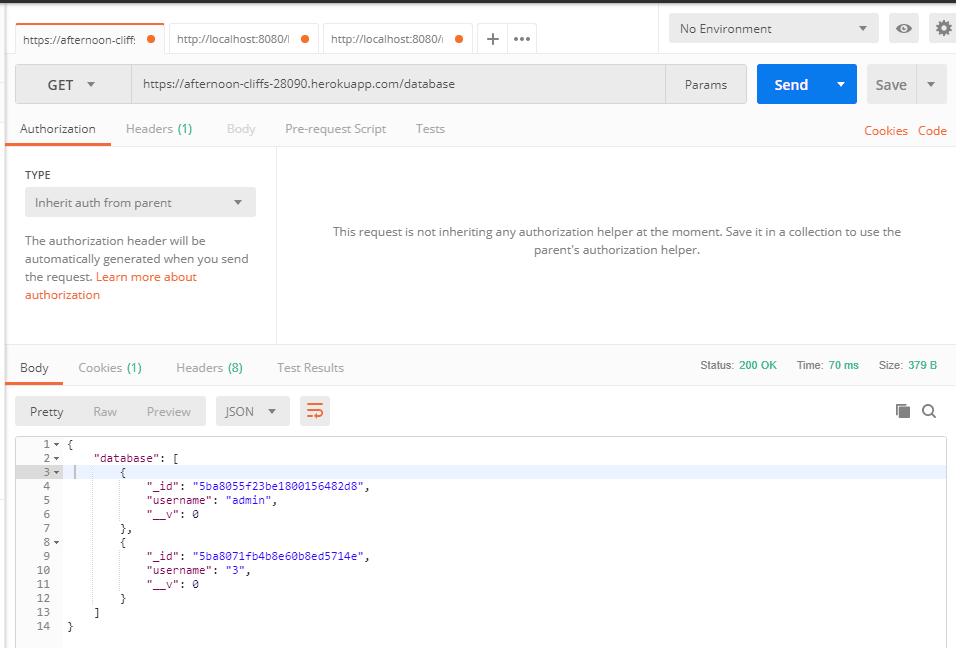 https://afternoon-cliff: http://localhost:8080/l http://localhost:8080/( + ••• No Environment
GET https://afternoon-cliffs-28090.herokuapp.com/database Params Send Save
Authorization Headers (1) Body Pre-request Script Tests Cookies Code
TYPE
Inherit auth from parent
The authorization header will be
automatically generated when you send
the request. Learn more about
authorization
This request is not inheriting any authorization helper at the moment. Save it in a collection to use the
parent's authorization helper.
Body Cookies (1) Headers (8) Test Results Status: 200 OK Time: 70 ms Size: 379 B
Pretty Raw Preview JSON
1 {
2 "database": [
3 {
4 "_id": "5ba8055f23be1800156482d8",
5 "username": "admin",
6 "__v": 0
7 },
8 {
9 "_id": "5ba8071fb4b8e60b8ed5714e",
10 "username": "3",
11 "__v": 0
12 }
13 ]
14 }